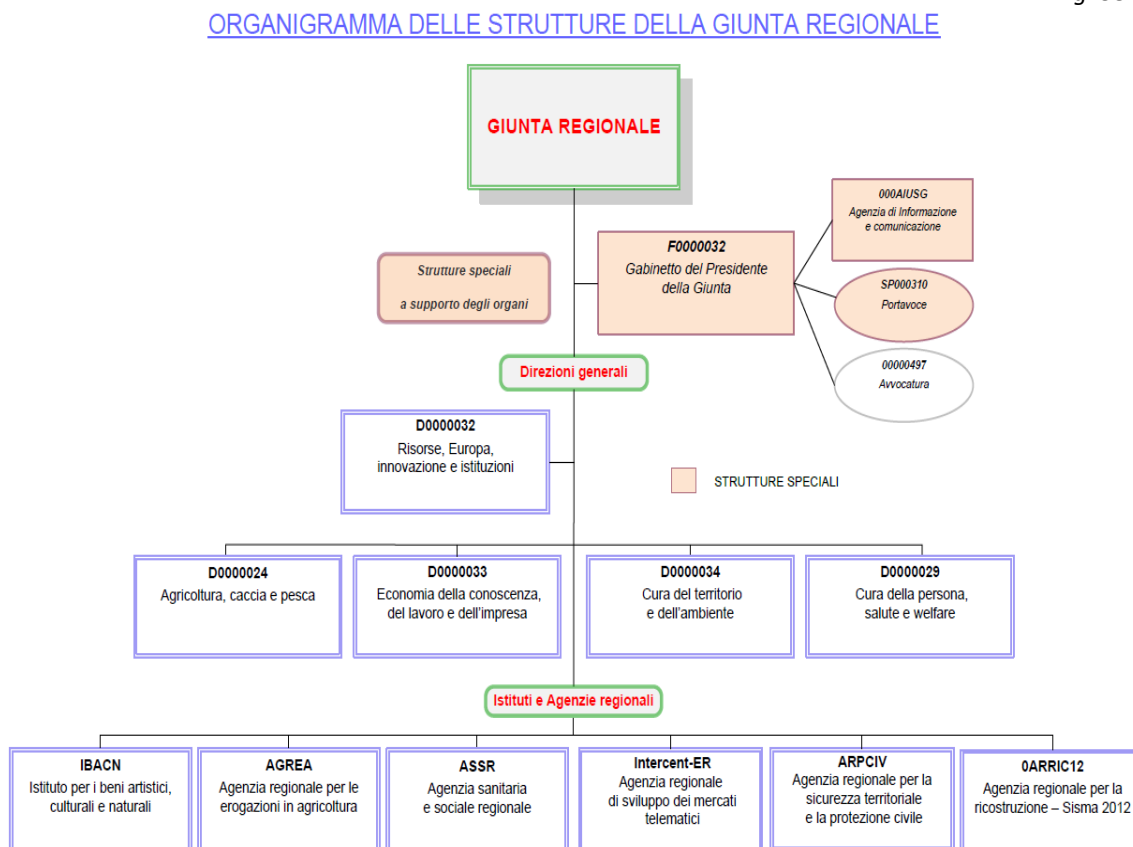 ORGANIGRAMMA DELLE STRUTTURE DELLA GIUNTA REGIONALE
GIUNTA REGIONALE
000AIUSG
Agenzia di Informazione
e comunicazione
F0000032
Gabinetto del Presidente
della Giunta
Strutture speciali
a supporto degli organi
SP000310
Portavoce
00000497
Avvocatura
Direzioni generali
D0000032
Risorse, Europa,
innovazione e istituzioni
STRUTTURE SPECIALI
D0000024
Agricoltura, caccia e pesca
D0000033
Economia della conoscenza,
del lavoro e dell'impresa
D0000034
Cura del territorio
e dell'ambiente
D0000029
Cura della persona,
salute e welfare
Istituti e Agenzie regionali
IBACN
Istituto per i beni artistici,
culturali e naturali
AGREA
Agenzia regionale per le
erogazioni in agricoltura
ASSR
Agenzia sanitaria
e sociale regionale
Intercent-ER
Agenzia regionale
di sviluppo dei mercati
telematici
ARPCIV
Agenzia regionale per la
sicurezza territoriale
e la protezione civile
0ARRIC12
Agenzia regionale per la
ricostruzione – Sisma 2012